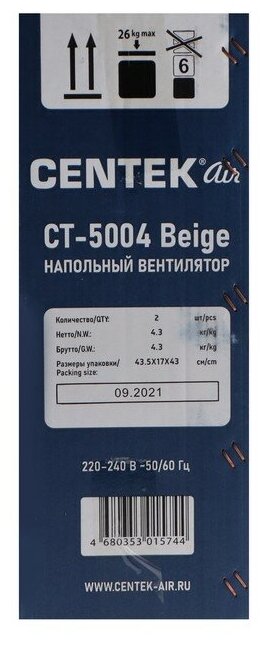 26 kg max
6
CENTEK® air
CT-5004 Beige
НАПОЛЬНЫЙ ВЕНТИЛЯТОР
Количество/QTY: 2 шт/pcs
Нетто/N.W.: 4.3 кг/kg
Брутто/G.W.: 4.3 кг/kg
Размеры упаковки/ 43.5X17X43 см/cm
Packing size:
09.2021
220-240 В ~50/60 Гц
4 680353 015744
WWW.CENTEK-AIR.RU